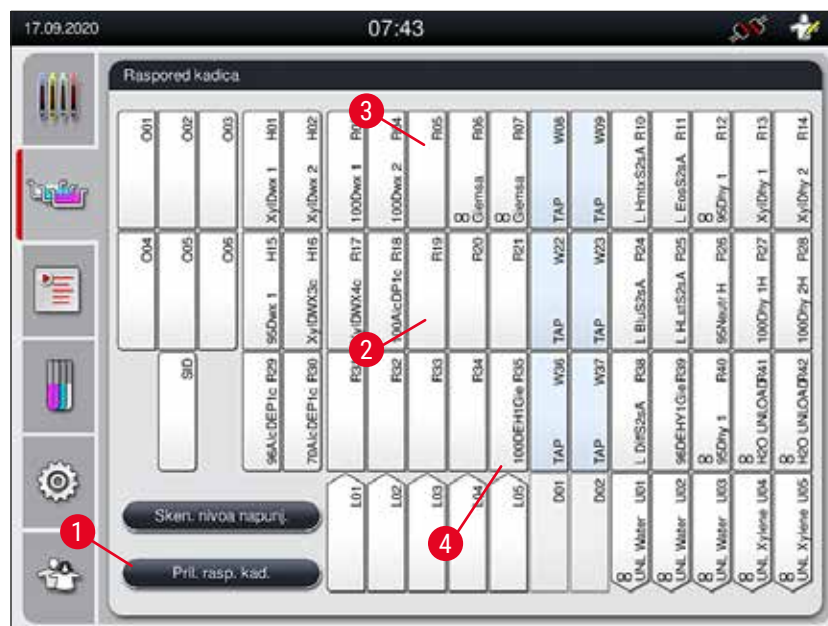 17.09.2020 07:43
Raspored kadica
O01 O02 O03 H01 H02 R04 R05 R06 R07 W08 W09 R10 R11 R12 R13 R14
XylDwx 1 XylDwx 2 100Dwx 1 100Dwx 2 ∞ Giemsa ∞ Giemsa TAP TAP L HmtxS2sA L EosS2sA ∞ 95Dhy 1 XylDhy 1 XylDhy 2
3
O04 O05 O06 H15 H16 R17 R18 R19 R20 R21 W22 W23 R24 R25 R26 R27 R28
95Dwx 1 XylDWX3c XylDWX4c 100AlcDP1c TAP TAP L BluS2sA L HLstS2sA 95Neutr H 100Dhy 1H 100Dhy 2H
2
SID R29 R30 R32 R33 R34 R35 W36 W37 R38 R39 R40 R41 R42
96AlcDEP1c 70AlcDEP1c 100DEH1Gie TAP TAP L DiffS2sA 96DEHY1Gie ∞ 95Dhy 1 ∞ H2O UNLOAD ∞ H2O UNLOAD
L01 L02 L03 L04 L05 D01 D02 U01 U02 U03 U04 U05
∞ UNL Water ∞ UNL Water ∞ UNL Water ∞ UNL Xylene ∞ UNL Xylene
4
Sken. nivoa napunj.
1
Pril. rasp. kad.